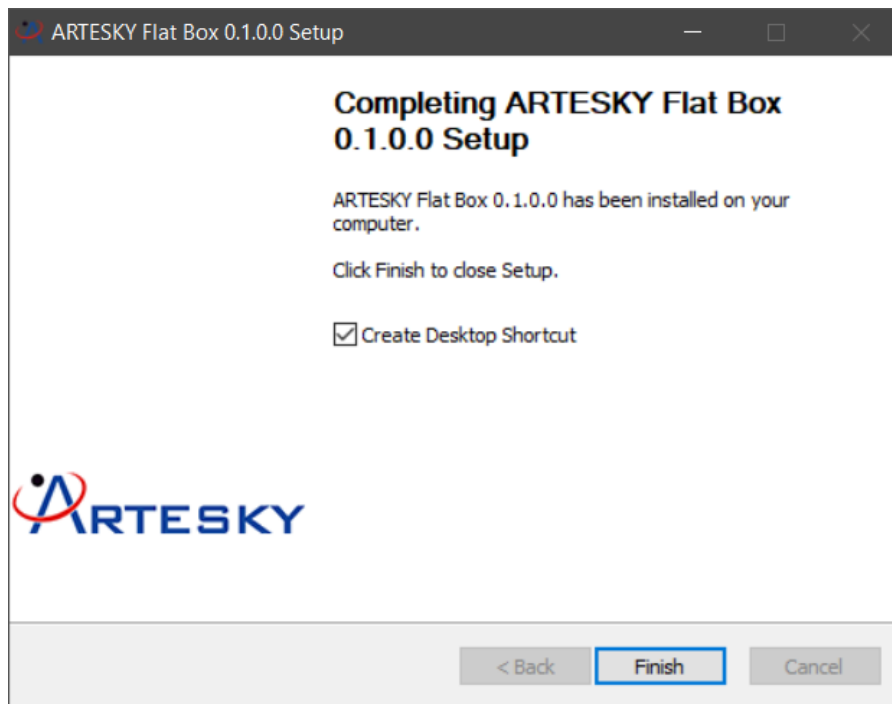 ARTESKY Flat Box 0.1.0.0 Setup
Completing ARTESKY Flat Box
0.1.0.0 Setup
ARTESKY Flat Box 0.1.0.0 has been installed on your
computer.
Click Finish to close Setup.
Create Desktop Shortcut
ARTESKY
< Back Finish Cancel